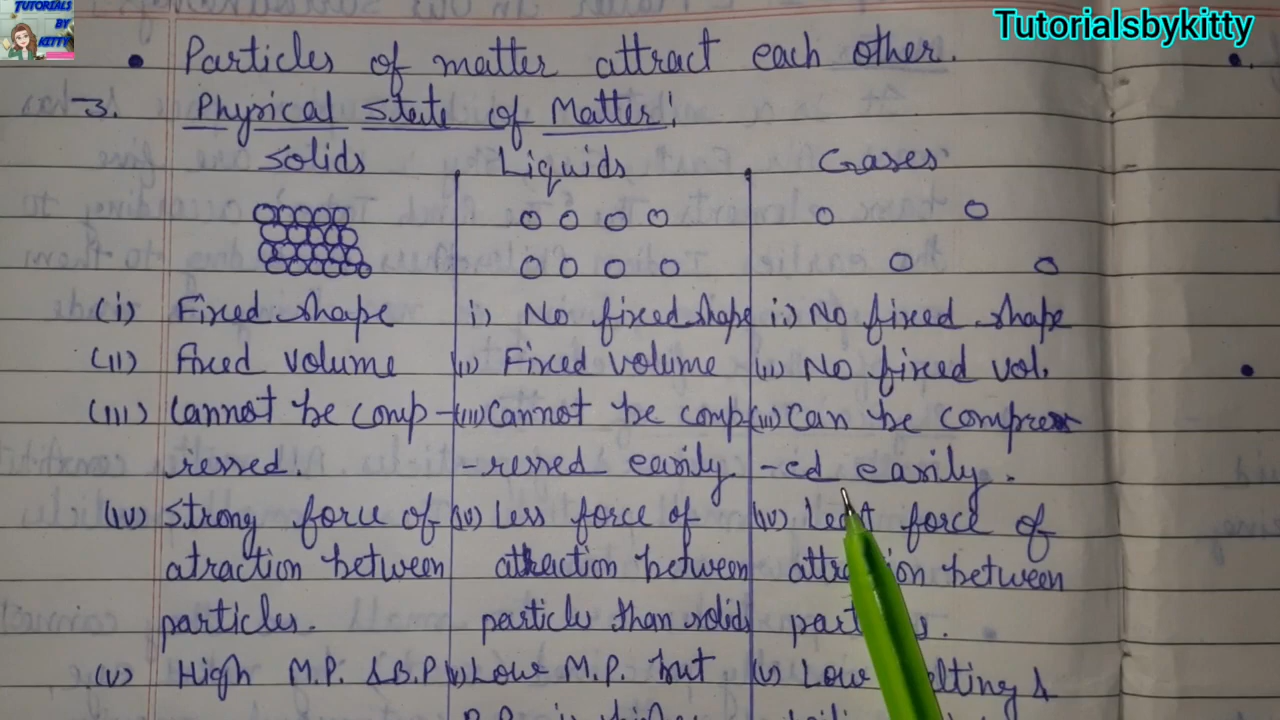 TUTORIALS
BY
KITTY
Tutorialsbykitty
• Particles of matter attract each other.
3. Physical State of Matter:
Solids Liquids Gases
(i) Fixed shape i) No fixed shape i) No fixed shape
(ii) Fixed volume (ii) Fixed volume (ii) No fixed vol.
(iii) Cannot be comp- (iii) Cannot be comp (iii) Can be compress
ressed. -ressed easily. -ed easily.
(iv) Strong force of (iv) Less force of (iv) Least force of
atraction between attraction between attraction between
particles. particle than solids particles.
(v) High M.P. & B.P (v) Low M.P. but (v) Low melting &